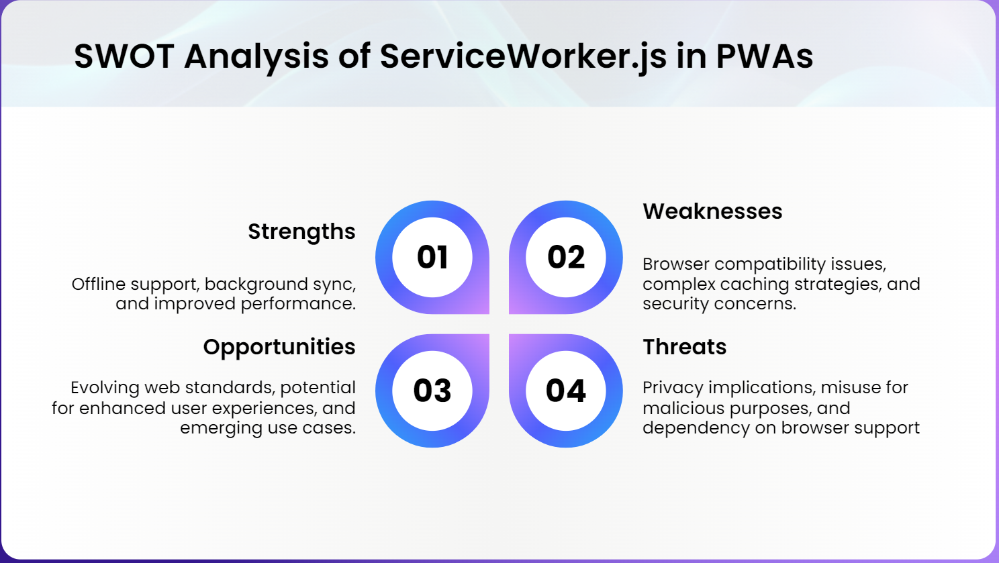 SWOT Analysis of ServiceWorker.js in PWAs
Strengths
Offline support, background sync,
and improved performance.
01
02
Weaknesses
Browser compatibility issues,
complex caching strategies, and
security concerns.
Opportunities
Evolving web standards, potential
for enhanced user experiences, and
emerging use cases.
03
04
Threats
Privacy implications, misuse for
malicious purposes, and
dependency on browser support